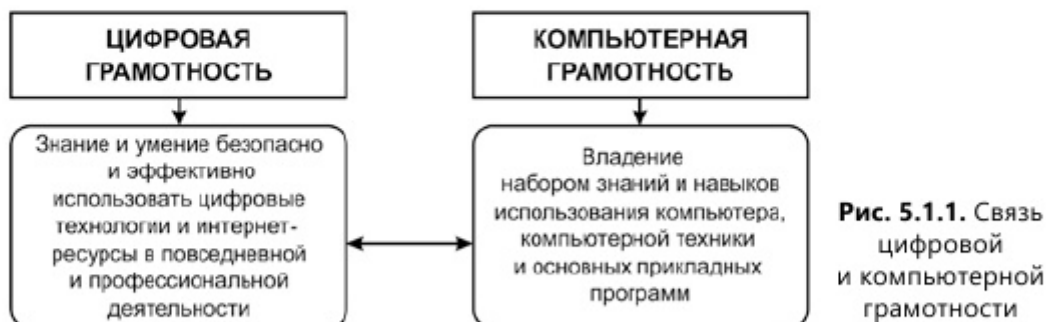 ЦИФРОВАЯ
ГРАМОТНОСТЬ
Знание и умение безопасно
и эффективно
использовать цифровые
технологии и интернет-
ресурсы в повседневной
и профессиональной
деятельности
КОМПЬЮТЕРНАЯ
ГРАМОТНОСТЬ
Владение
набором знаний и навыков
использования компьютера,
компьютерной техники
и основных прикладных
программ
Рис. 5.1.1. Связь
цифровой
и компьютерной
грамотности